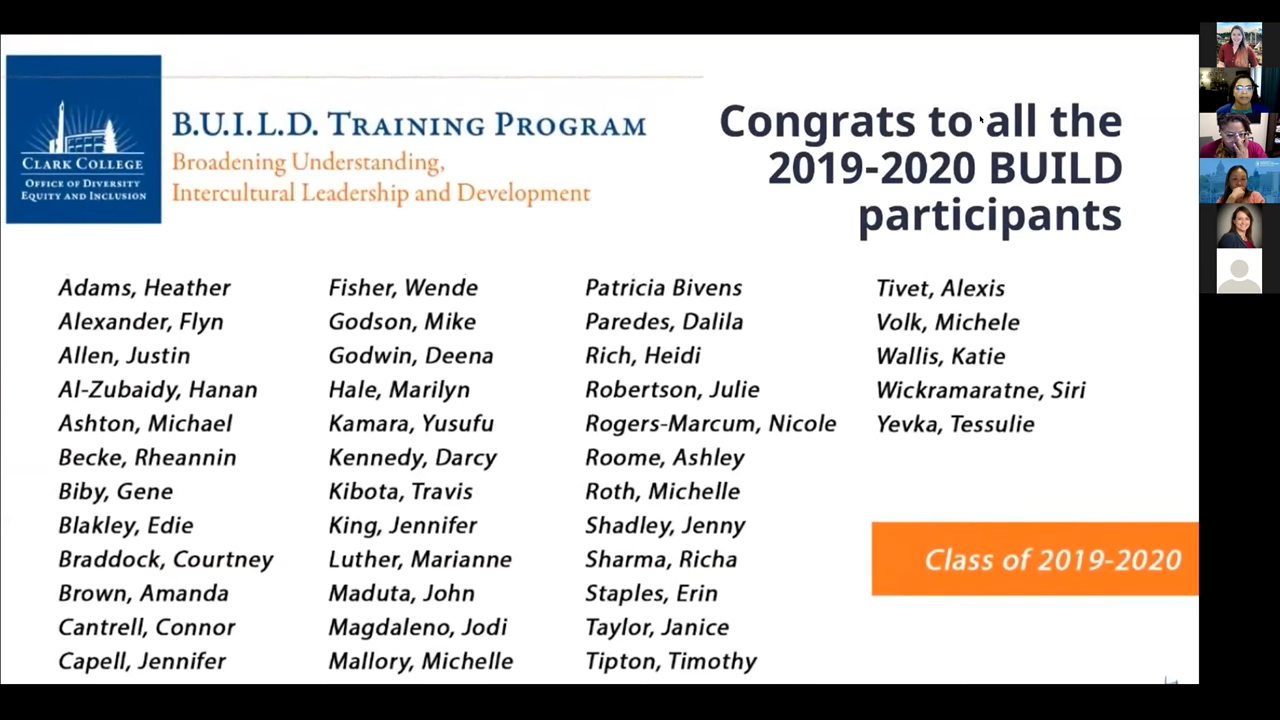 CLARK COLLEGE
OFFICE OF DIVERSITY
EQUITY AND INCLUSION
B.U.I.L.D. TRAINING PROGRAM
Broadening Understanding,
Intercultural Leadership and Development
Congrats to all the
2019-2020 BUILD
participants
Adams, Heather
Alexander, Flyn
Allen, Justin
Al-Zubaidy, Hanan
Ashton, Michael
Becke, Rheannin
Biby, Gene
Blakley, Edie
Braddock, Courtney
Brown, Amanda
Cantrell, Connor
Capell, Jennifer
Fisher, Wende
Godson, Mike
Godwin, Deena
Hale, Marilyn
Kamara, Yusufu
Kennedy, Darcy
Kibota, Travis
King, Jennifer
Luther, Marianne
Maduta, John
Magdaleno, Jodi
Mallory, Michelle
Patricia Bivens
Paredes, Dalila
Rich, Heidi
Robertson, Julie
Rogers-Marcum, Nicole
Roome, Ashley
Roth, Michelle
Shadley, Jenny
Sharma, Richa
Staples, Erin
Taylor, Janice
Tipton, Timothy
Tivet, Alexis
Volk, Michele
Wallis, Katie
Wickramaratne, Siri
Yevka, Tessulie
Class of 2019-2020